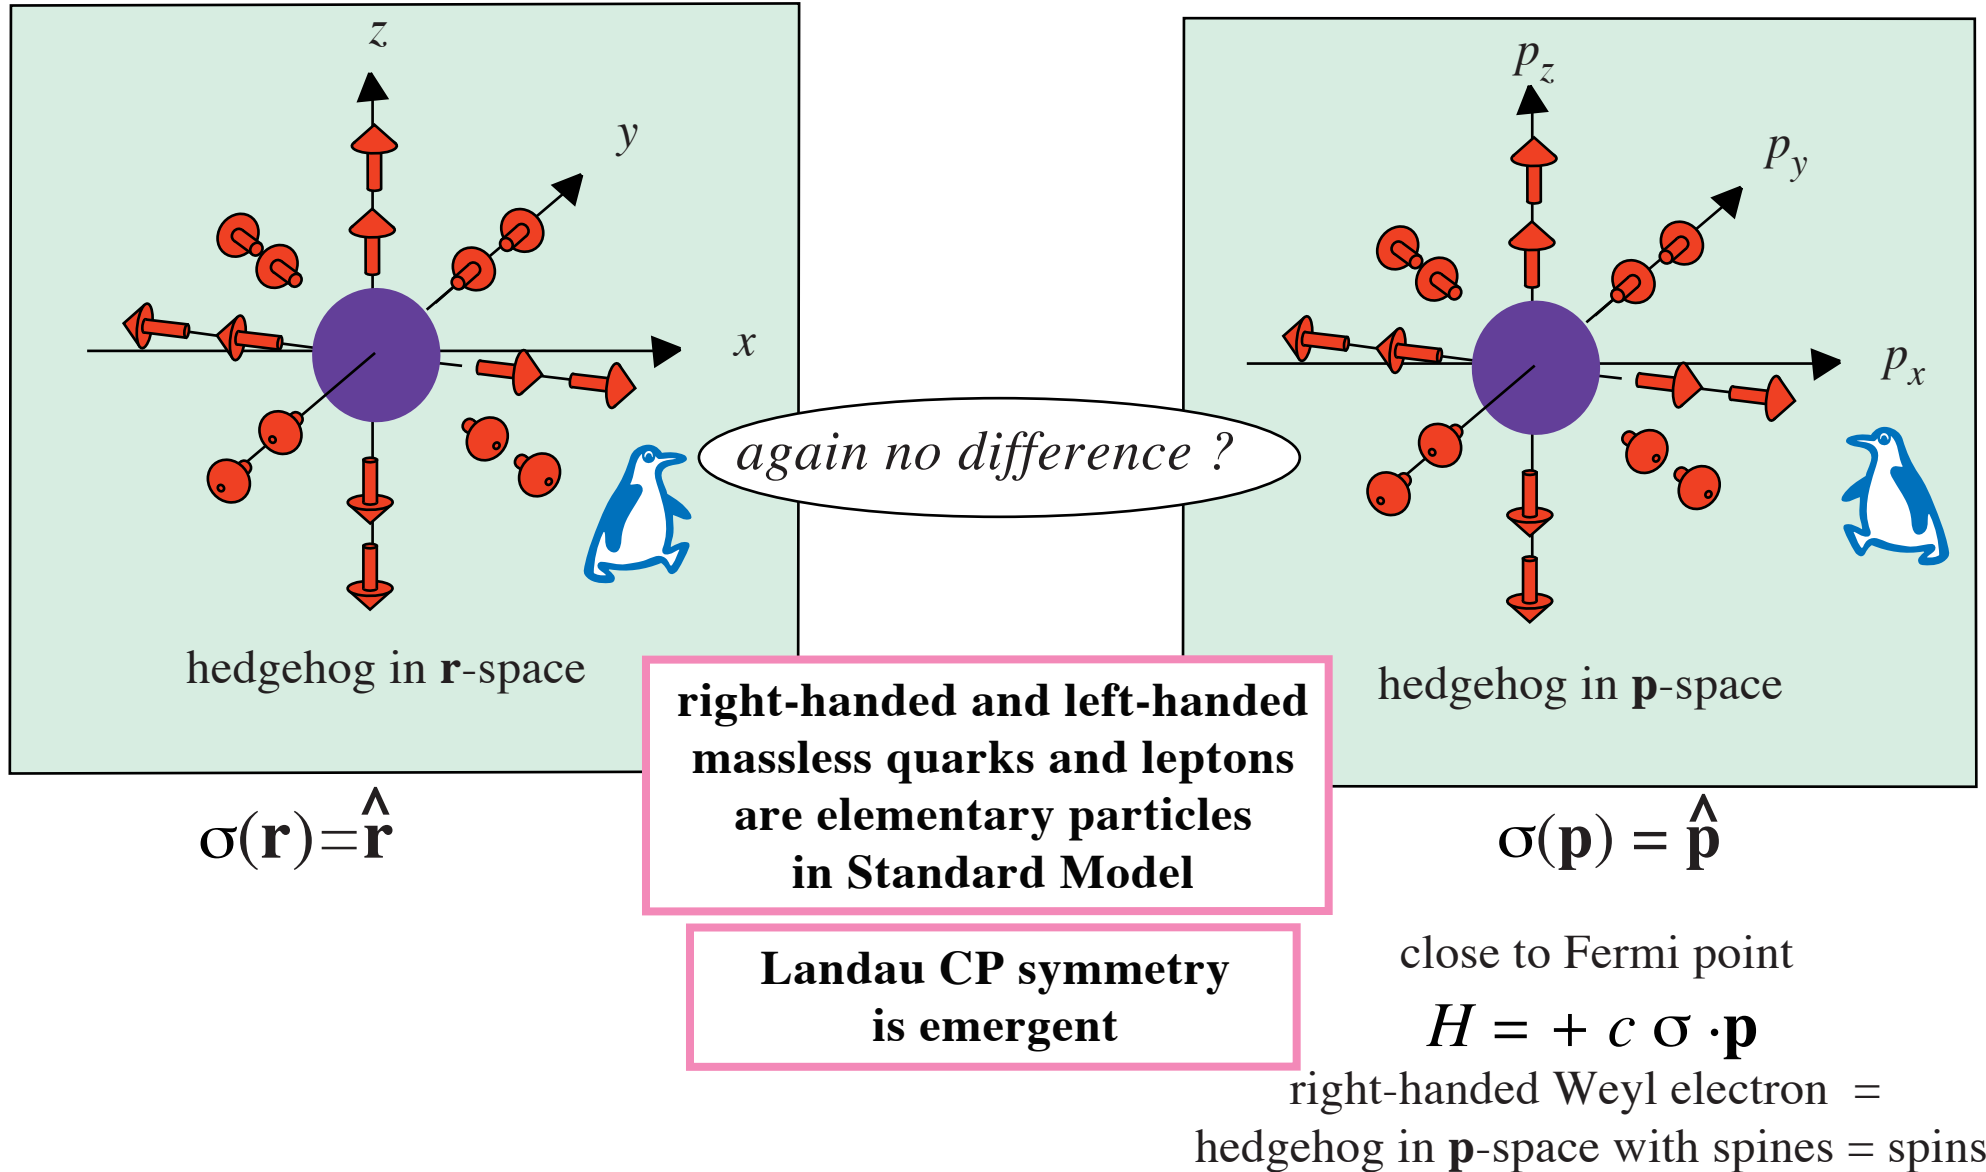 z
y
x
hedgehog in r-space
σ(r)=r̂
again no difference ?
p_z
p_y
p_x
hedgehog in p-space
σ(p) = p̂
right-handed and left-handed
massless quarks and leptons
are elementary particles
in Standard Model
Landau CP symmetry
is emergent
close to Fermi point
H = + c σ ·p
right-handed Weyl electron =
hedgehog in p-space with spines = spins